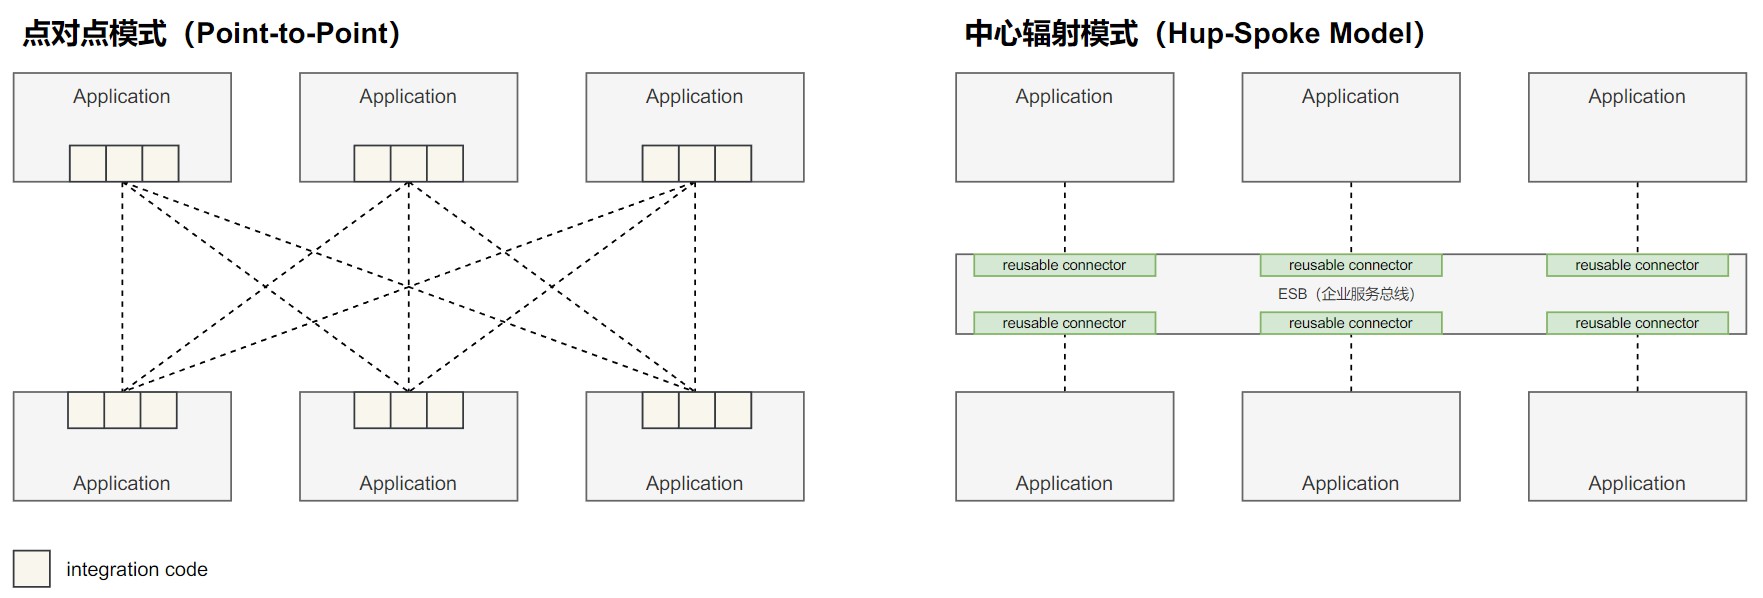 点对点模式（Point-to-Point）
Application
Application
Application
Application
Application
Application
integration code
中心辐射模式（Hup-Spoke Model）
Application
Application
Application
reusable connector
reusable connector
reusable connector
ESB（企业服务总线）
reusable connector
reusable connector
reusable connector
Application
Application
Application